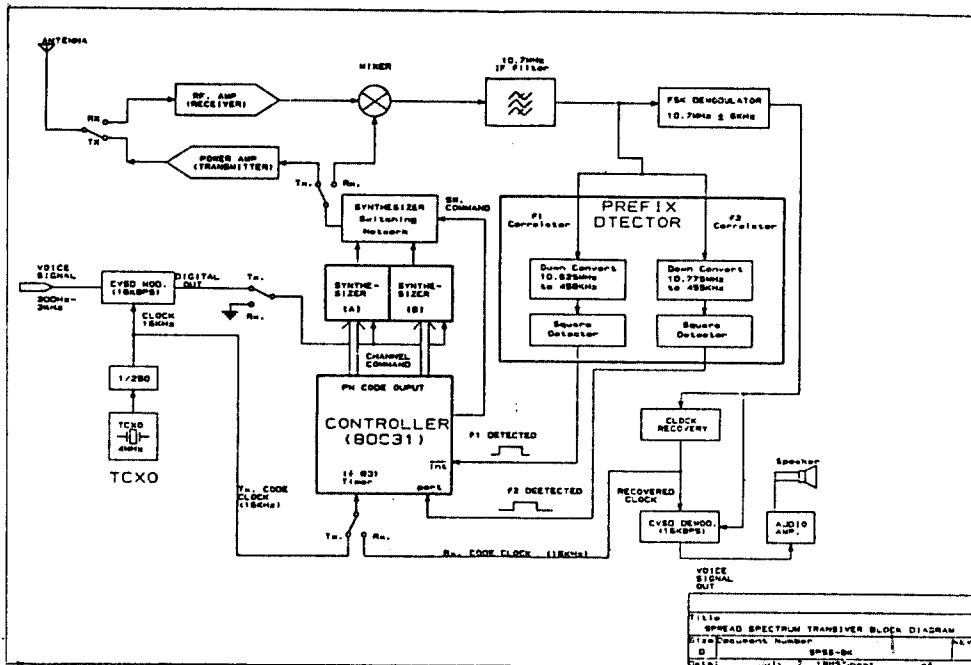 ANTENNA
MIXER
10.7MHz
IF Filter
RF. AMP
(RECEIVER)
FSK DEMODULATOR
10.7MHz ± 6KHz
RX
TX
POWER AMP
(TRANSMITTER)
Tx.
Rx.
SW.
COMMAND
SYNTHESIZER
Switching
Network
PREFIX
DTECTOR
F1
Correlator
F2
Correlator
VOICE
SIGNAL
300Hz-
3KHz
CVSD MOD.
(16KBPS)
DIGITAL
OUT
Tx.
Rx.
SYNTHE-
SIZER
(A)
SYNTHE-
SIZER
(B)
Down Convert
10.625MHz
to 455KHz
Down Convert
10.775MHz
to 455KHz
Square
Detector
Square
Detector
CLOCK
16KHz
CHANNEL
COMMAND
1/250
PN CODE OUPUT
CONTROLLER
(80C31)
TCXO
4MHz
TCXO
CLOCK
RECOVERY
F1 DETECTED
Int
Timer
port
Speaker
Tx. CODE
CLOCK
(16KHz)
F2 DEETECTED
RECOVERED
CLOCK
CVSD DEMOD.
(16KBPS)
AUDIO
AMP.
Tx.
Rx.
Rx. CODE CLOCK (16KHz)
VOICE
SIGNAL
OUT
Title
SPREAD SPECTRUM TRANSIVER BLOCK DIAGRAM
Size
Document Number
REV
D
SPSS-BK
Date: